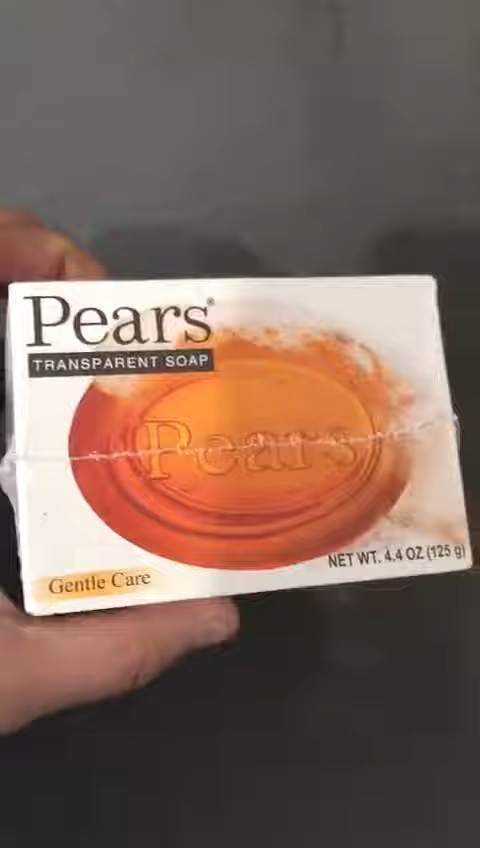 Pears®
TRANSPARENT SOAP
Pears
NET WT. 4.4 OZ (125 g)
Gentle Care